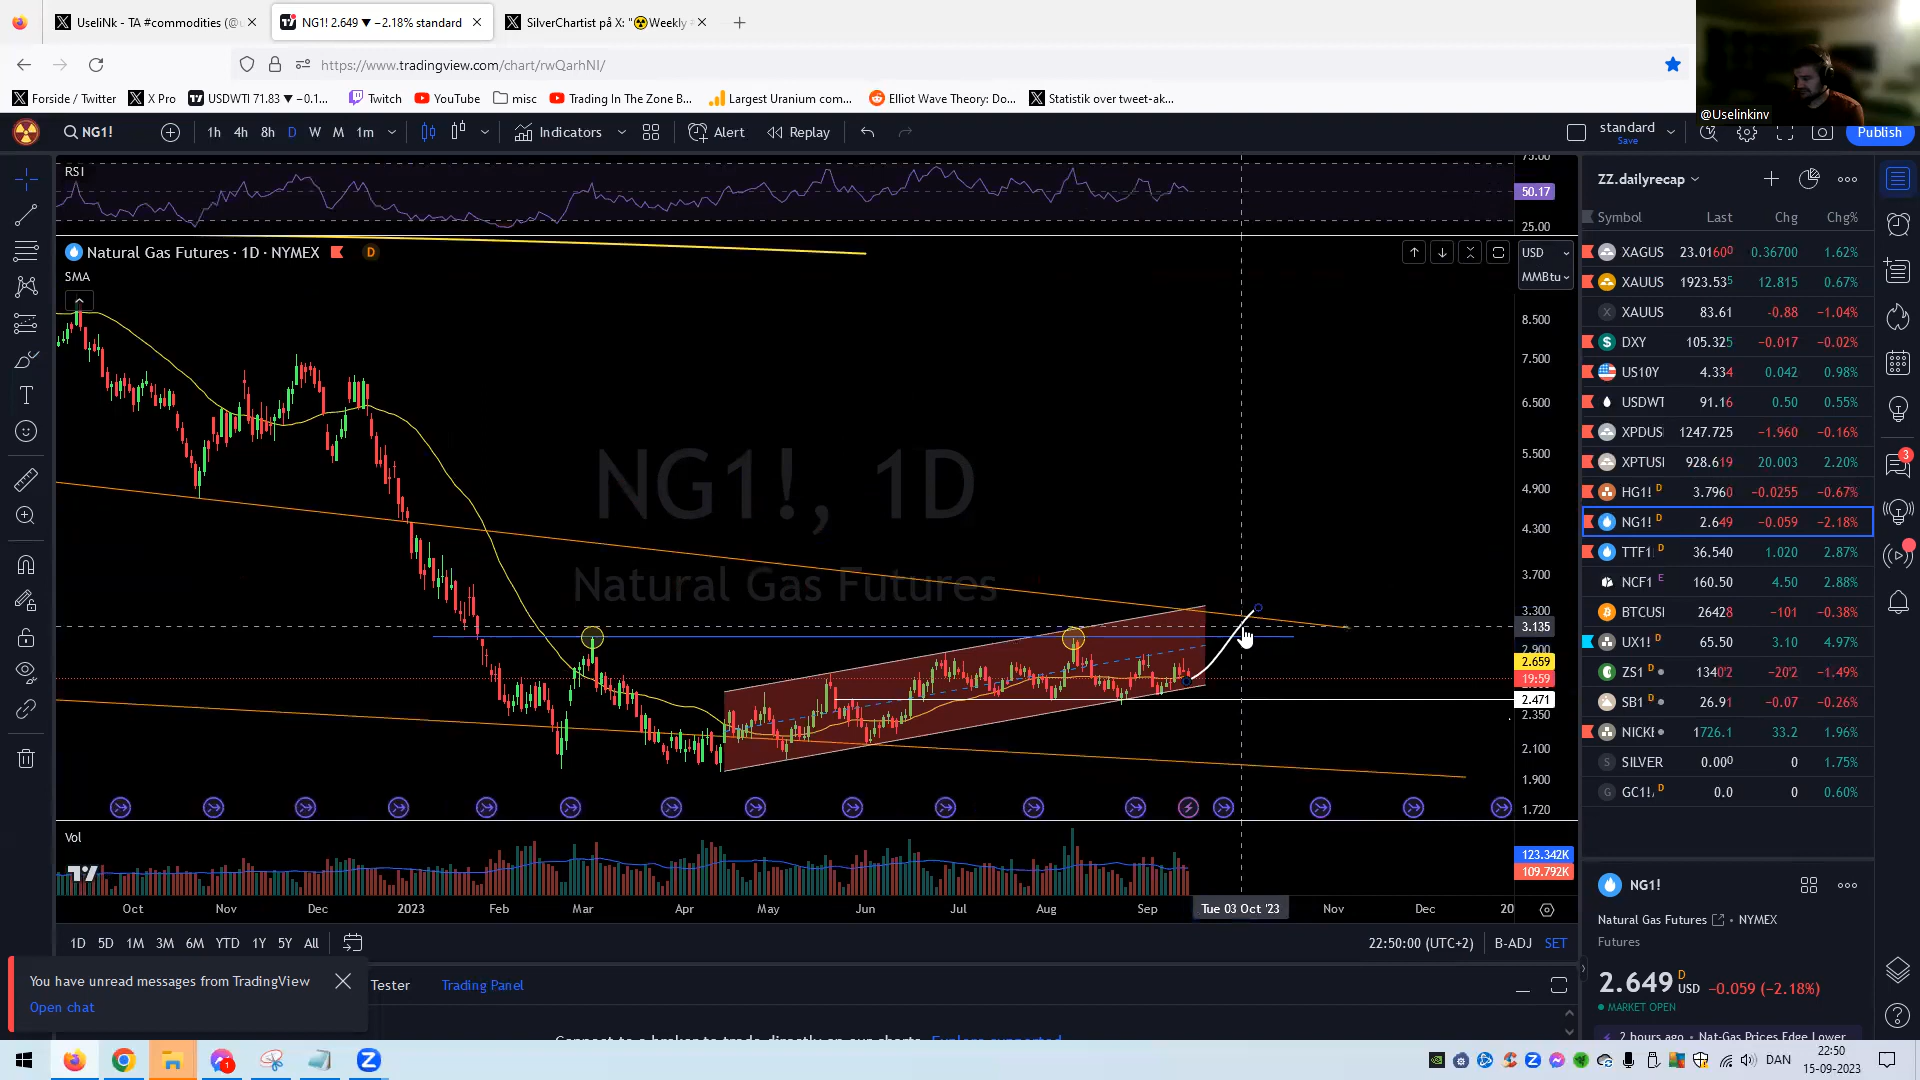 UseliNk - TA #commodities (@u
NG1! 2.649 ▼ −2.18% standard
SilverChartist på X: "☢Weekly
https://www.tradingview.com/chart/rwQarhNI/
Forside / Twitter
X Pro
USDWTI 71.83 ▼ −0.1...
Twitch
YouTube
misc
Trading In The Zone B...
Largest Uranium com...
Elliot Wave Theory: Do...
Statistik over tweet-ak...
@Uselinkinv
NG1!
1h 4h 8h D W M 1m
Indicators
Alert
Replay
standard
Save
Publish
RSI
75.00
50.17
25.00
Natural Gas Futures · 1D · NYMEX
D
SMA
USD
MMBtu
NG1!, 1D
Natural Gas Futures
8.500
7.500
6.500
5.500
4.900
4.300
3.700
3.300
3.135
2.900
2.659
19:59
2.471
2.350
2.100
1.900
1.720
Vol
123.342K
109.792K
Oct Nov Dec 2023 Feb Mar Apr May Jun Jul Aug Sep Tue 03 Oct '23 Nov Dec 20
1D 5D 1M 3M 6M YTD 1Y 5Y All
22:50:00 (UTC+2)
B-ADJ
SET
You have unread messages from TradingView
Open chat
Tester
Trading Panel
ZZ.dailyrecap
Symbol Last Chg Chg%
XAGUS 23.0160⁰ 0.36700 1.62%
XAUUS 1923.53⁵ 12.815 0.67%
XAUUS 83.61 -0.88 −1.04%
DXY 105.325 −0.017 −0.02%
US10Y 4.334 0.042 0.98%
USDWT 91.16 0.50 0.55%
XPDUS 1247.725 −1.960 −0.16%
XPTUSI 928.619 20.003 2.20%
HG1! D 3.7960 −0.0255 −0.67%
NG1! D 2.649 −0.059 −2.18%
TTF1 D 36.540 1.020 2.87%
NCF1 E 160.50 4.50 2.88%
BTCUSI 26428 −101 −0.38%
UX1! D 65.50 3.10 4.97%
ZS1 1340'2 −20'2 −1.49%
SB1 26.91 −0.07 −0.26%
NICKE 1726.1 33.2 1.96%
SILVER 0.00⁰ 0 1.75%
GC1!, D 0.0 0 0.60%
3
NG1!
Natural Gas Futures • NYMEX
Futures
2.649 D USD −0.059 (−2.18%)
MARKET OPEN
2 hours ago • Nat-Gas Prices Edge Lower
DAN
22:50
15-09-2023